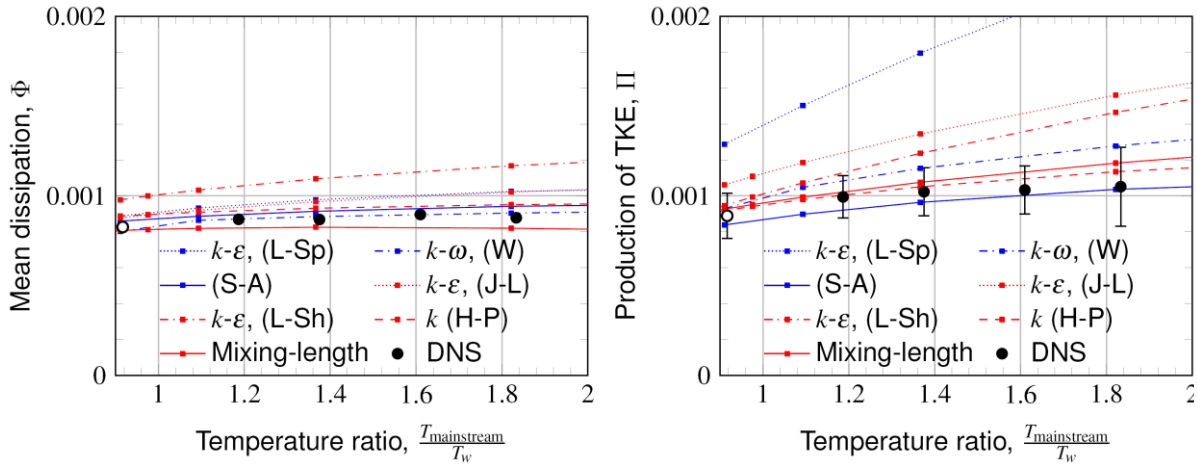 0.002
0.001
0
Mean dissipation, Φ
k-ε, (L-Sp)
k-ω, (W)
(S-A)
k-ε, (J-L)
k-ε, (L-Sh)
k (H-P)
Mixing-length
DNS
1 1.2 1.4 1.6 1.8 2
Temperature ratio, T_mainstream/T_w
0.002
0.001
0
Production of TKE, Π
k-ε, (L-Sp)
k-ω, (W)
(S-A)
k-ε, (J-L)
k-ε, (L-Sh)
k (H-P)
Mixing-length
DNS
1 1.2 1.4 1.6 1.8 2
Temperature ratio, T_mainstream/T_w